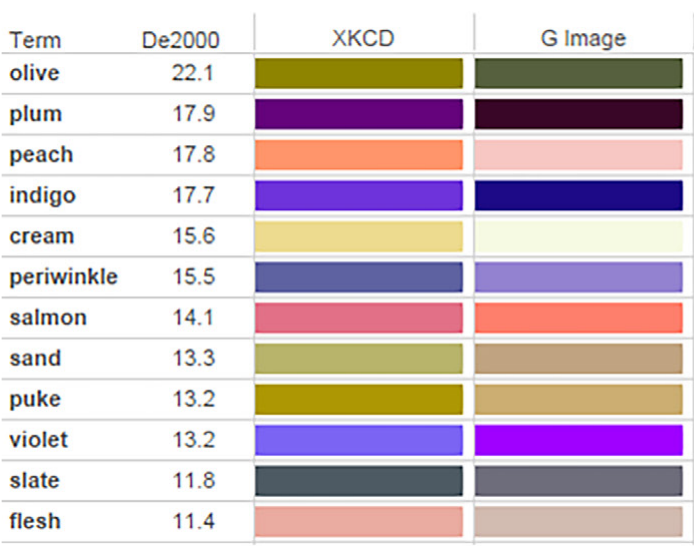 Term De2000 XKCD G Image
olive 22.1
plum 17.9
peach 17.8
indigo 17.7
cream 15.6
periwinkle 15.5
salmon 14.1
sand 13.3
puke 13.2
violet 13.2
slate 11.8
flesh 11.4